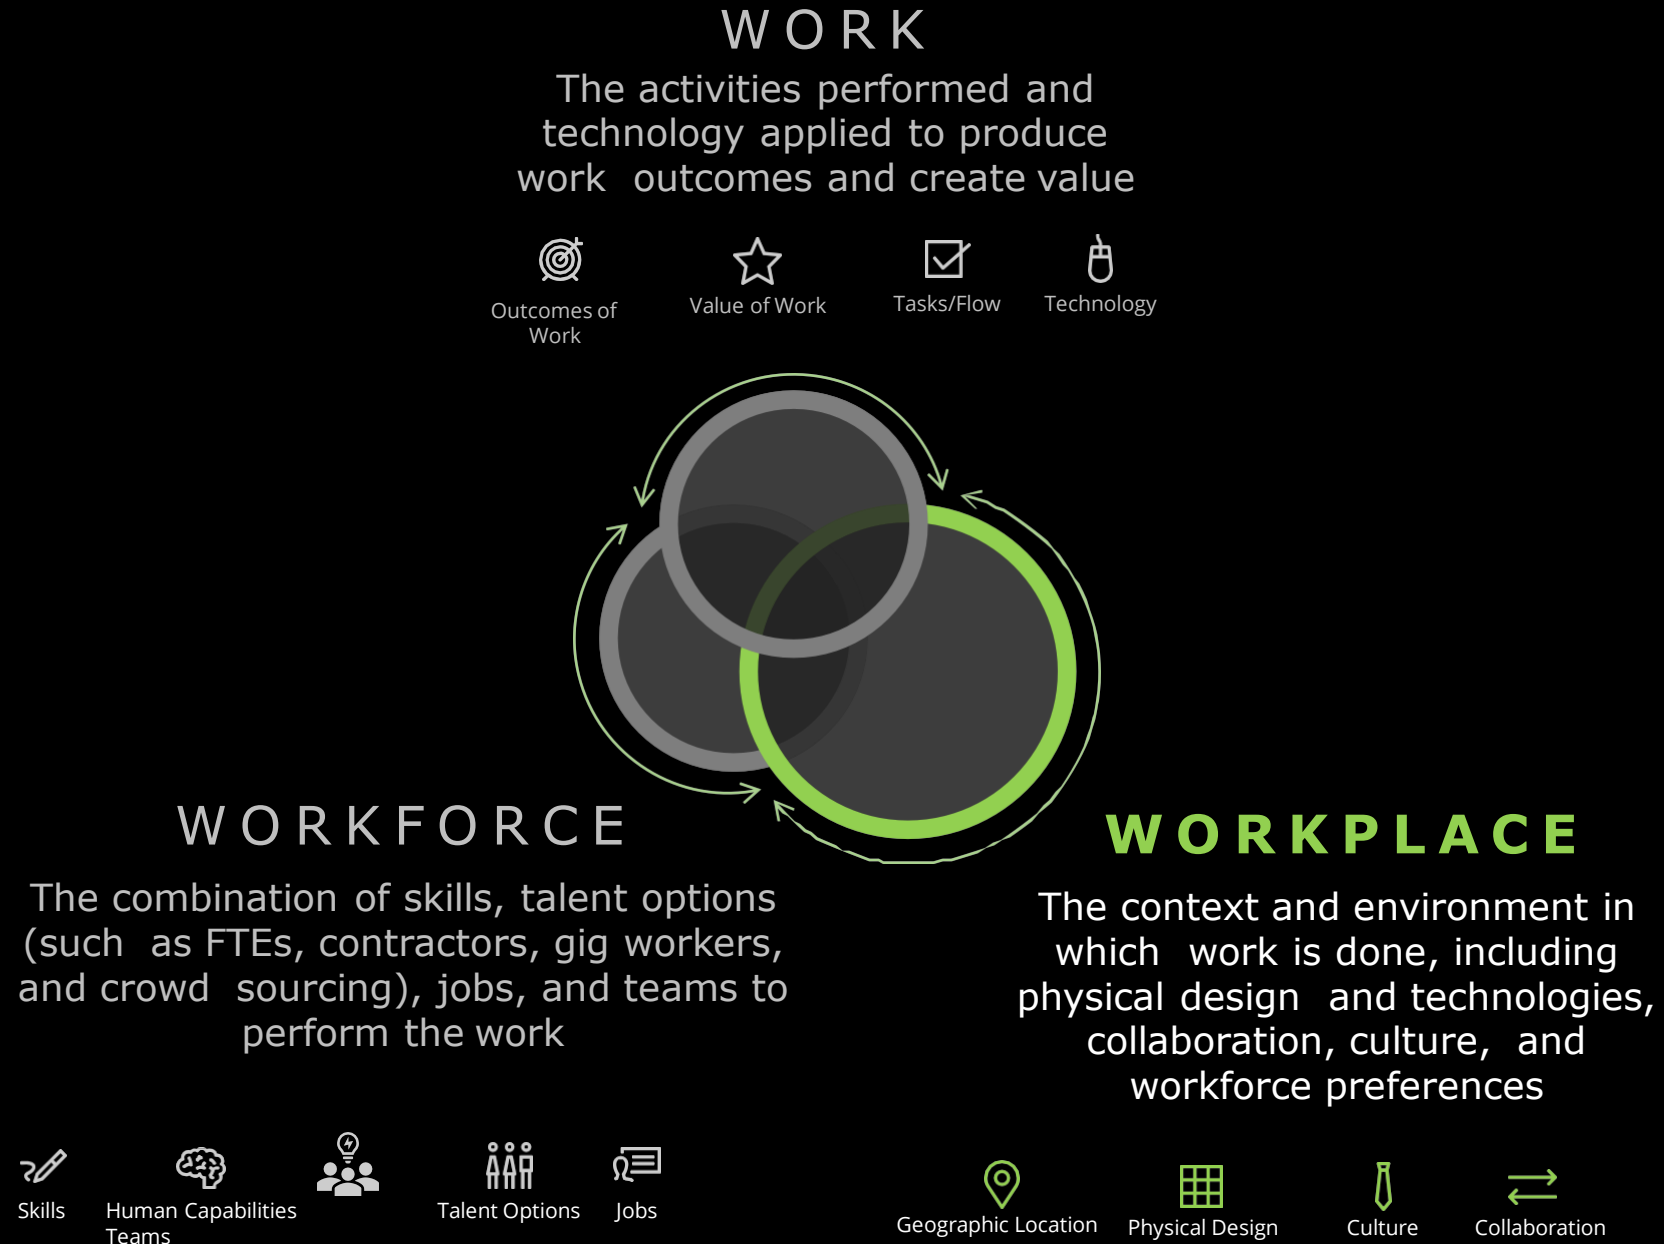 WORK
The activities performed and
technology applied to produce
work outcomes and create value
Outcomes of
Work
Value of Work
Tasks/Flow
Technology
WORKFORCE
The combination of skills, talent options
(such as FTEs, contractors, gig workers,
and crowd sourcing), jobs, and teams to
perform the work
Skills
Human Capabilities
Teams
Talent Options
Jobs
WORKPLACE
The context and environment in
which work is done, including
physical design and technologies,
collaboration, culture, and
workforce preferences
Geographic Location
Physical Design
Culture
Collaboration